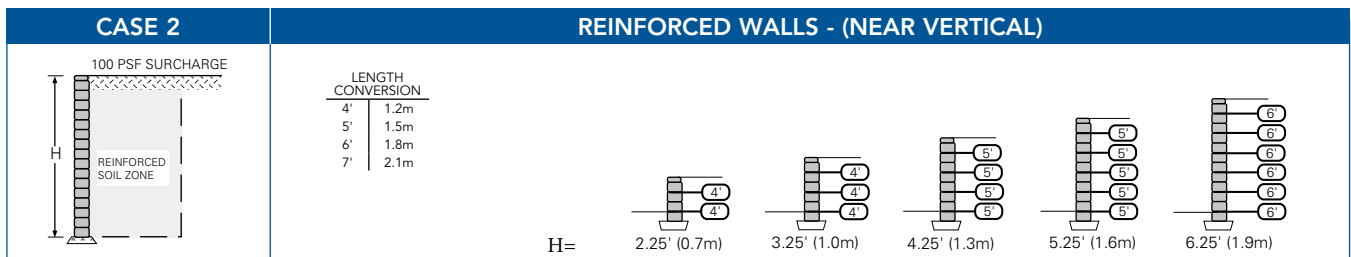 CASE 2
REINFORCED WALLS - (NEAR VERTICAL)
100 PSF SURCHARGE
H
REINFORCED
SOIL ZONE
LENGTH
CONVERSION
4' 1.2m
5' 1.5m
6' 1.8m
7' 2.1m
4'
4'
4'
4'
4'
5'
5'
5'
5'
5'
5'
5'
5'
5'
6'
6'
6'
6'
6'
6'
H= 2.25' (0.7m) 3.25' (1.0m) 4.25' (1.3m) 5.25' (1.6m) 6.25' (1.9m)